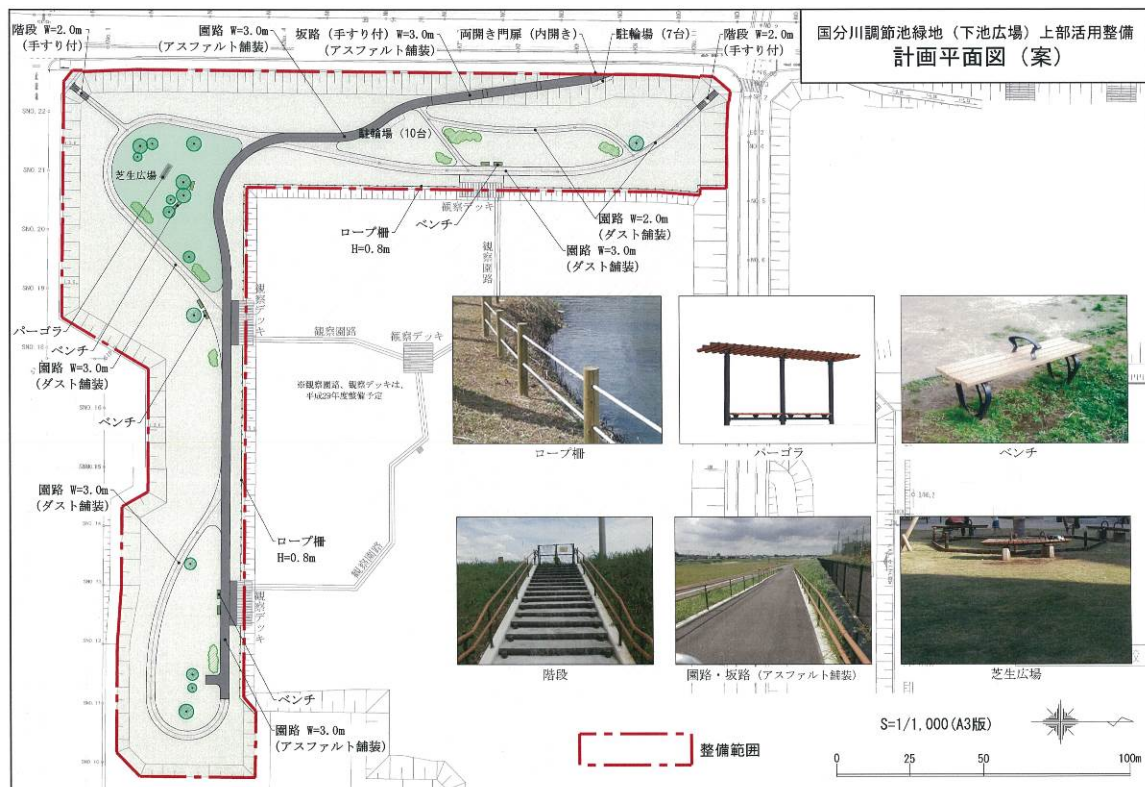 国分川調節池緑地（下池広場）上部活用整備
計画平面図（案）
階段 W=2.0m
(手すり付)
園路 W=3.0m
(アスファルト舗装)
坂路（手すり付）W=3.0m
(アスファルト舗装)
両開き門扉（内開き）
駐輪場（7台）
階段 W=2.0m
(手すり付)
SNO.22
SNO.21
SNO.20
駐輪場（10台）
芝生広場
観察デッキ
ロープ柵
H=0.8m
ベンチ
観察園路
園路 W=2.0m
(ダスト舗装)
園路 W=3.0m
(ダスト舗装)
パーゴラ
ベンチ
園路 W=3.0m
(ダスト舗装)
ベンチ
観察デッキ
観察園路
観察デッキ
※観察園路、観察デッキは、
平成29年度整備予定
園路 W=3.0m
(ダスト舗装)
ロープ柵
H=0.8m
観察園路
観察デッキ
ベンチ
園路 W=3.0m
(アスファルト舗装)
ロープ柵
パーゴラ
ベンチ
階段
園路・坂路（アスファルト舗装）
芝生広場
整備範囲
S=1/1,000(A3版)
0 25 50 100m